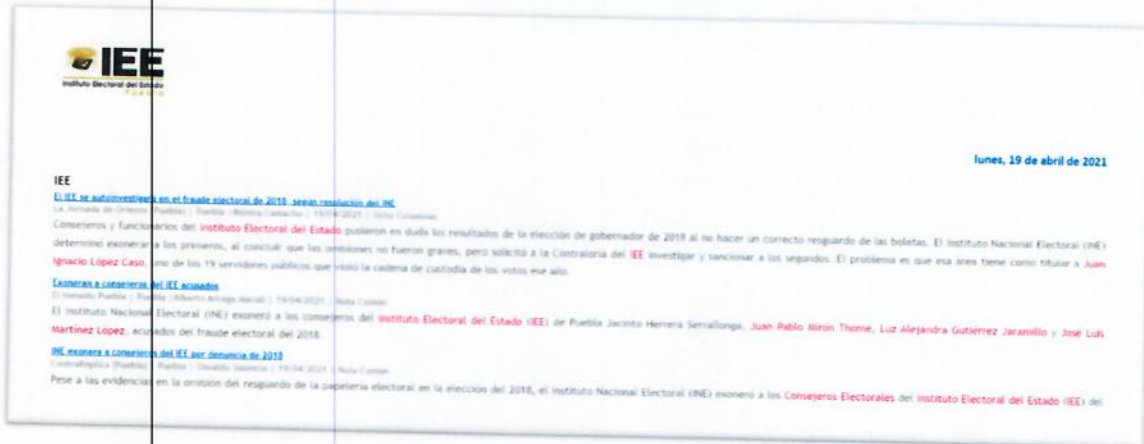 IEE
Instituto Electoral del Estado
Puebla
lunes, 19 de abril de 2021
IEE
El IEE se autoinvestigará en el fraude electoral de 2018, según resolución del INE
La Jornada de Oriente (Puebla) | Puebla | Mónica Camacho | 19/04/2021 | Ocho Columnas
Consejeros y funcionarios del Instituto Electoral del Estado pusieron en duda los resultados de la elección de gobernador de 2018 al no hacer un correcto resguardo de las boletas. El Instituto Nacional Electoral (INE)
determinó exonerar a los primeros, al concluir que las omisiones no fueron graves, pero solicitó a la Contraloría del IEE investigar y sancionar a los segundos. El problema es que esa área tiene como titular a Juan
Ignacio López Caso, uno de los 19 servidores públicos que violó la cadena de custodia de los votos ese año.
Exoneran a consejeros del IEE acusados
El Heraldo Puebla | Puebla | Alberto Arcega | 19/04/2021 | Nota Común
El Instituto Nacional Electoral (INE) exoneró a los consejeros del Instituto Electoral del Estado (IEE) de Puebla Jacinto Herrera Serrallonga, Juan Pablo Mirón Thomé, Luz Alejandra Gutiérrez Jaramillo y José Luis
Martínez López, acusados del fraude electoral del 2018.
INE exonera a consejeros del IEE por denuncia de 2018
ContraRéplica (Puebla) | Puebla | Osvaldo Valencia | 19/04/2021 | Nota Común
Pese a las evidencias en la omisión del resguardo de la papelería electoral en la elección del 2018, el Instituto Nacional Electoral (INE) exoneró a los Consejeros Electorales del Instituto Electoral del Estado (IEE) del